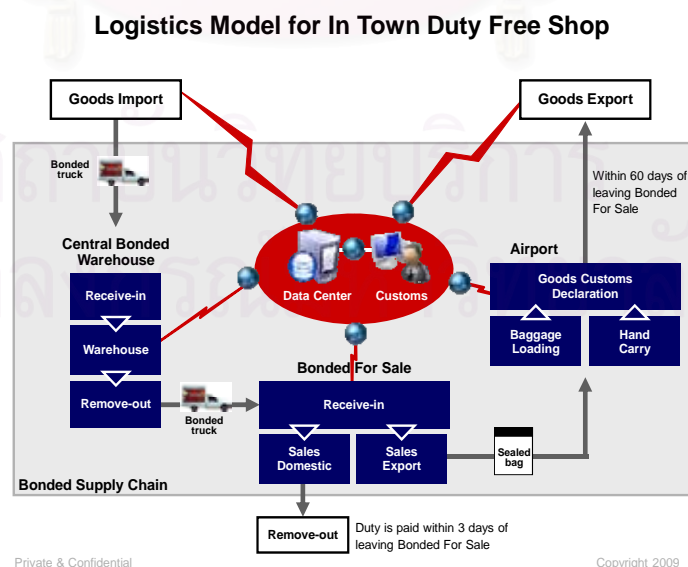 Logistics Model for In Town Duty Free Shop
Goods Import
Goods Export
Bonded
truck
Within 60 days of
leaving Bonded
For Sale
Central Bonded
Warehouse
Airport
Receive-in
Warehouse
Remove-out
Data Center
Customs
Goods Customs
Declaration
Baggage
Loading
Hand
Carry
Bonded
truck
Bonded For Sale
Receive-in
Sales
Domestic
Sales
Export
Sealed
bag
Bonded Supply Chain
Remove-out
Duty is paid within 3 days of
leaving Bonded For Sale
Private & Confidential
Copyright 2009